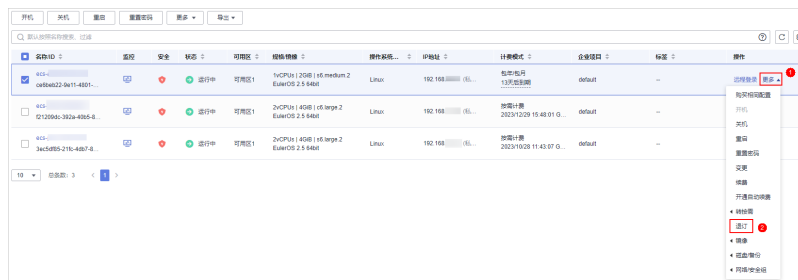 开机 关机 重启 重置密码 更多 导出
默认按照名称搜索、过滤
名称/ID 监控 安全 状态 可用区 规格/镜像 操作系统... IP地址 计费模式 企业项目 标签 操作
ecs- 运行中 可用区1 1vCPUs | 2GiB | s6.medium.2 Linux 192.168. (私... 包年/包月 default -- 远程登录 更多 1
ce6beb22-9e11-4801-... EulerOS 2.5 64bit 13天后到期
购买相同配置
开机
关机
ecs- 运行中 可用区1 2vCPUs | 4GiB | c6.large.2 Linux 192.168. (私... 按需计费 default --
f21209dc-392a-49b5-8... EulerOS 2.5 64bit 2023/12/29 15:48:01 G...
重启
重置密码
ecs- 运行中 可用区1 2vCPUs | 4GiB | s6.large.2 Linux 192.168. (私... 按需计费 default --
3ec5df85-21fc-4db7-8... EulerOS 2.5 64bit 2023/10/28 11:43:07 G...
变更
续费
10 总条数: 3 < 1 >
开通自动续费
转按需
退订 2
镜像
磁盘/备份
网络/安全组